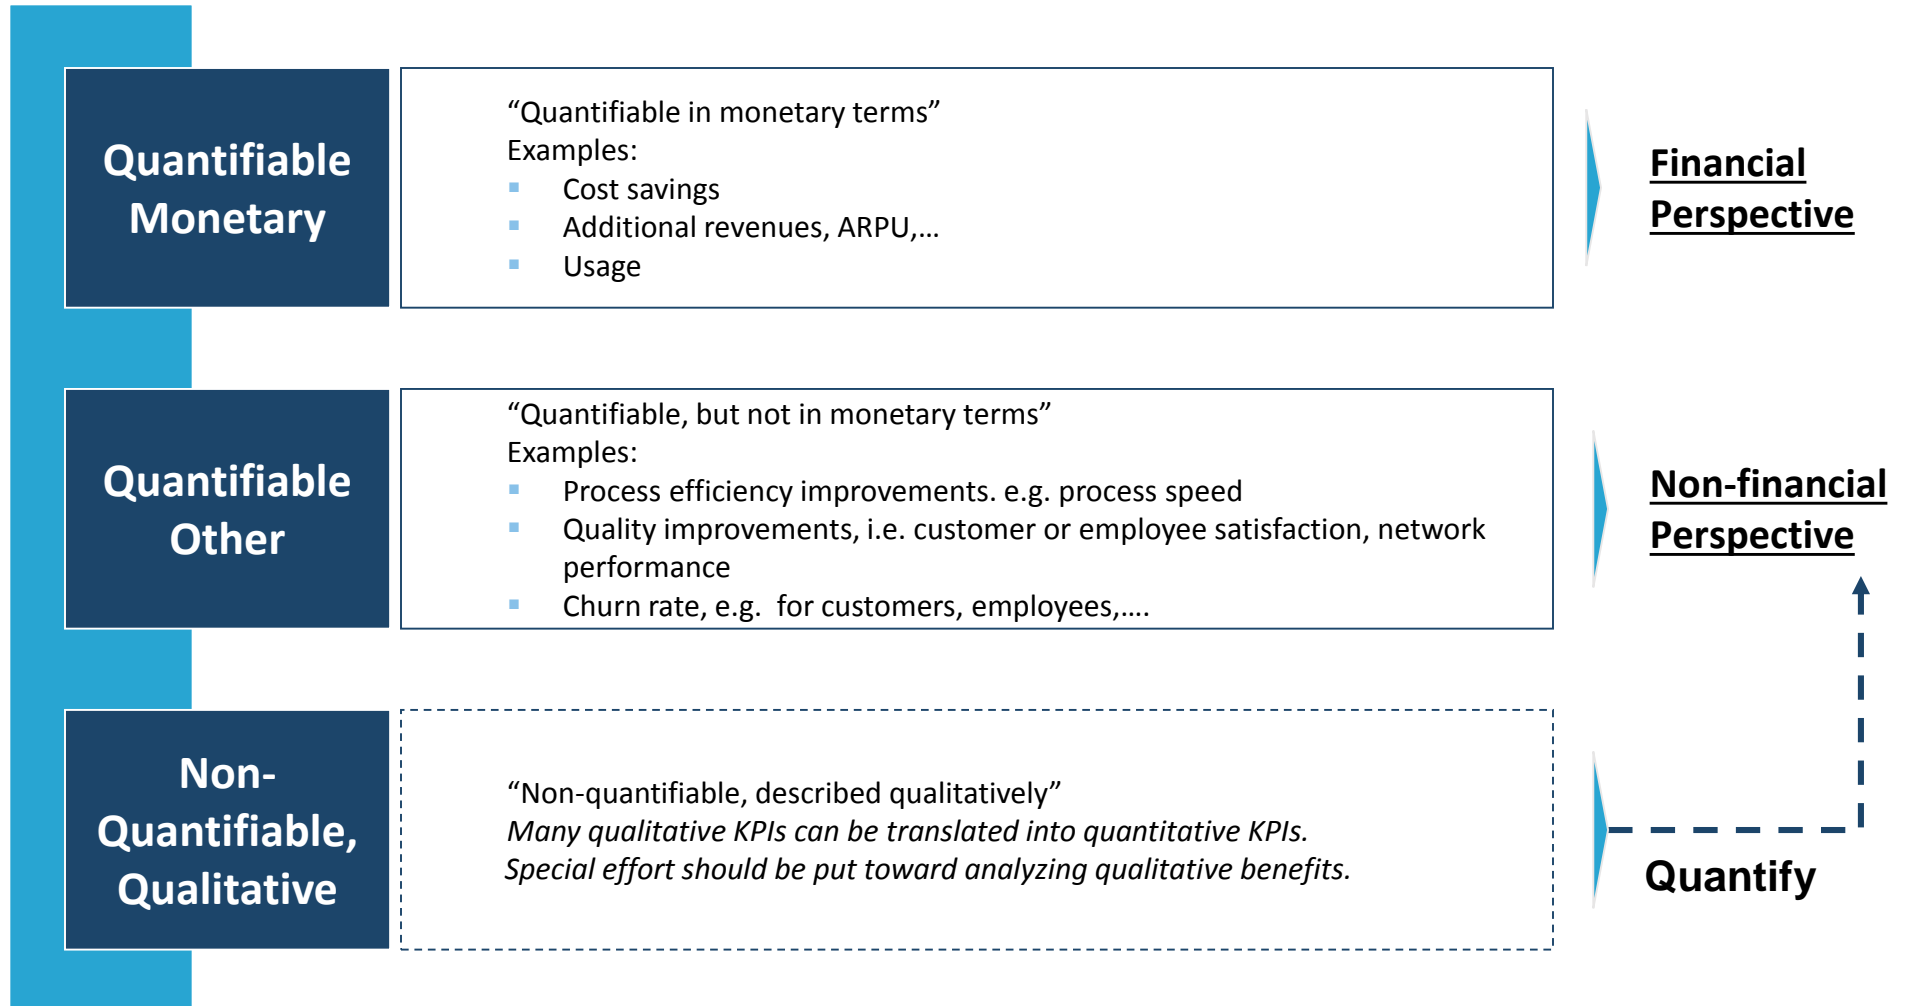 Quantifiable
Monetary
“Quantifiable in monetary terms”
Examples:
▪ Cost savings
▪ Additional revenues, ARPU,...
▪ Usage
Financial
Perspective
Quantifiable
Other
“Quantifiable, but not in monetary terms”
Examples:
▪ Process efficiency improvements. e.g. process speed
▪ Quality improvements, i.e. customer or employee satisfaction, network
performance
▪ Churn rate, e.g.  for customers, employees,....
Non-financial
Perspective
Non-
Quantifiable,
Qualitative
“Non-quantifiable, described qualitatively”
Many qualitative KPIs can be translated into quantitative KPIs.
Special effort should be put toward analyzing qualitative benefits.
Quantify